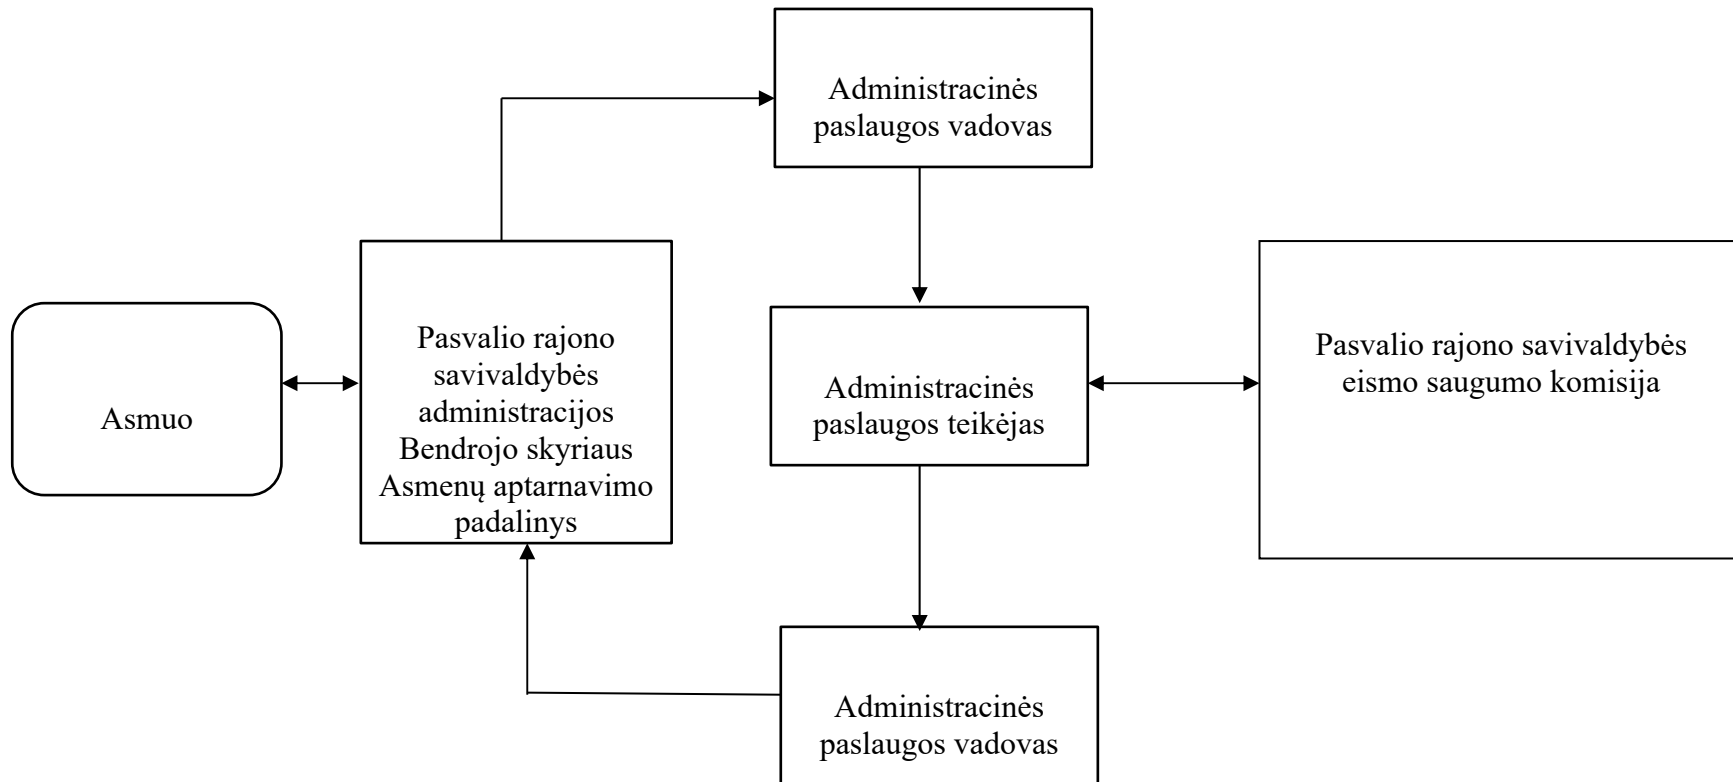 Administracinės
paslaugos vadovas
Asmuo
Pasvalio rajono
savivaldybės
administracijos
Bendrojo skyriaus
Asmenų aptarnavimo
padalinys
Administracinės
paslaugos teikėjas
Pasvalio rajono savivaldybės
eismo saugumo komisija
Administracinės
paslaugos vadovas